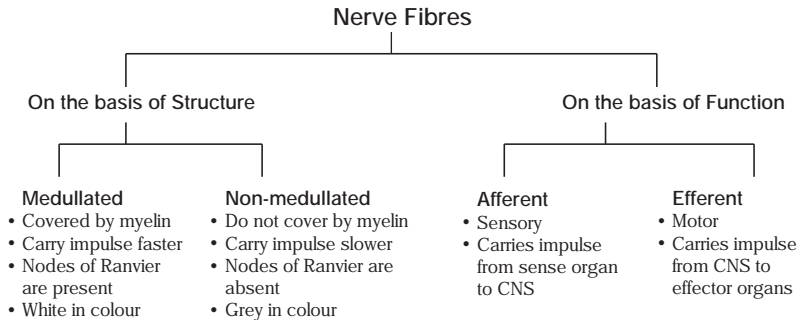 Nerve Fibres
On the basis of Structure
On the basis of Function
Medullated
• Covered by myelin
• Carry impulse faster
• Nodes of Ranvier
are present
• White in colour
Non-medullated
• Do not cover by myelin
• Carry impulse slower
• Nodes of Ranvier are
absent
• Grey in colour
Afferent
• Sensory
• Carries impulse
from sense organ
to CNS
Efferent
• Motor
• Carries impulse
from CNS to
effector organs